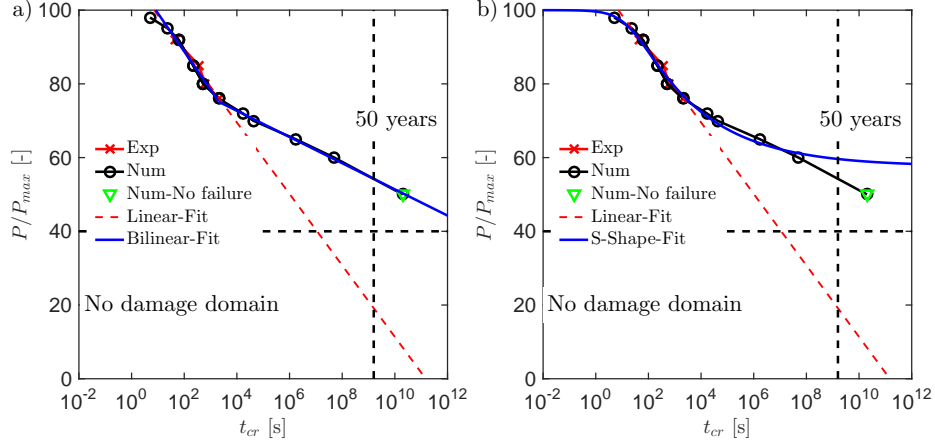 a)
100
80
60
40
20
0
P/P_max [-]
50 years
Exp
Num
Num-No failure
Linear-Fit
Bilinear-Fit
No damage domain
10^-2 10^0 10^2 10^4 10^6 10^8 10^10 10^12
t_cr [s]
b)
100
80
60
40
20
0
P/P_max [-]
50 years
Exp
Num
Num-No failure
Linear-Fit
S-Shape-Fit
No damage domain
10^-2 10^0 10^2 10^4 10^6 10^8 10^10 10^12
t_cr [s]